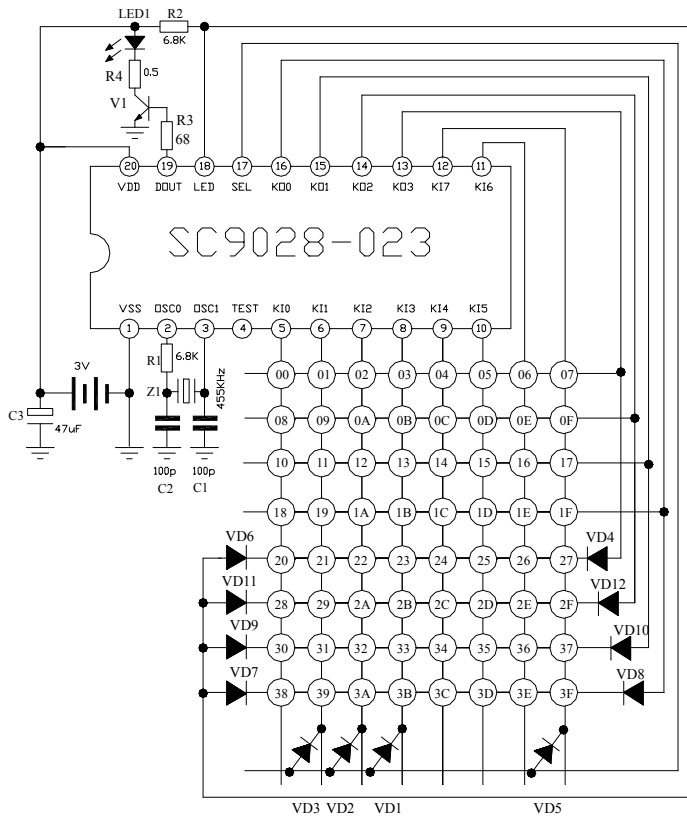 LED1 R2
6.8K
R4 0.5
V1
R3
68
20 19 18 17 16 15 14 13 12 11
VDD DOUT LED SEL KO0 KO1 KO2 KO3 KI7 KI6
SC9028-023
VSS OSC0 OSC1 TEST KI0 KI1 KI2 KI3 KI4 KI5
1 2 3 4 5 6 7 8 9 10
R1 6.8K
3V
Z1 455KHz
C3
47uF
100p 100p
C2 C1
00 01 02 03 04 05 06 07
08 09 0A 0B 0C 0D 0E 0F
10 11 12 13 14 15 16 17
18 19 1A 1B 1C 1D 1E 1F
VD6 VD4
20 21 22 23 24 25 26 27
VD11 VD12
28 29 2A 2B 2C 2D 2E 2F
VD9 VD10
30 31 32 33 34 35 36 37
VD7 VD8
38 39 3A 3B 3C 3D 3E 3F
VD3 VD2 VD1 VD5